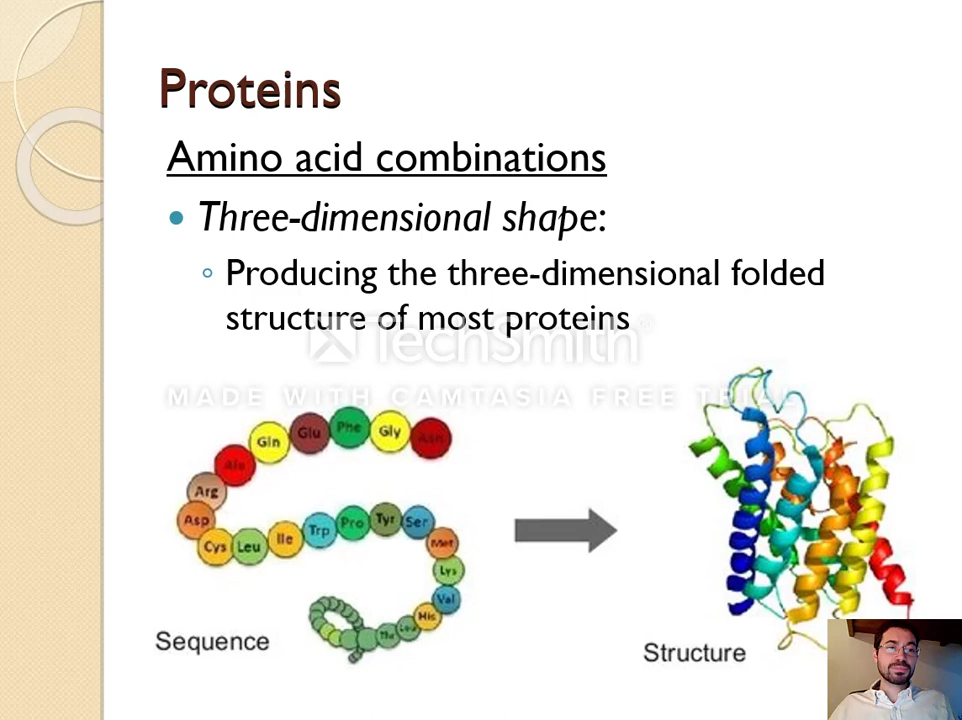 Proteins
Amino acid combinations
Three-dimensional shape:
Producing the three-dimensional folded
structure of most proteins
TechSmith
MADE WITH CAMTASIA FREE TRIAL
Gln Glu Phe Gly Asn
Ala
Arg
Asp
Cys Leu Ile Trp Pro Tyr Ser
Met
Lys
Val
His
Leu
Thr
Sequence
Structure